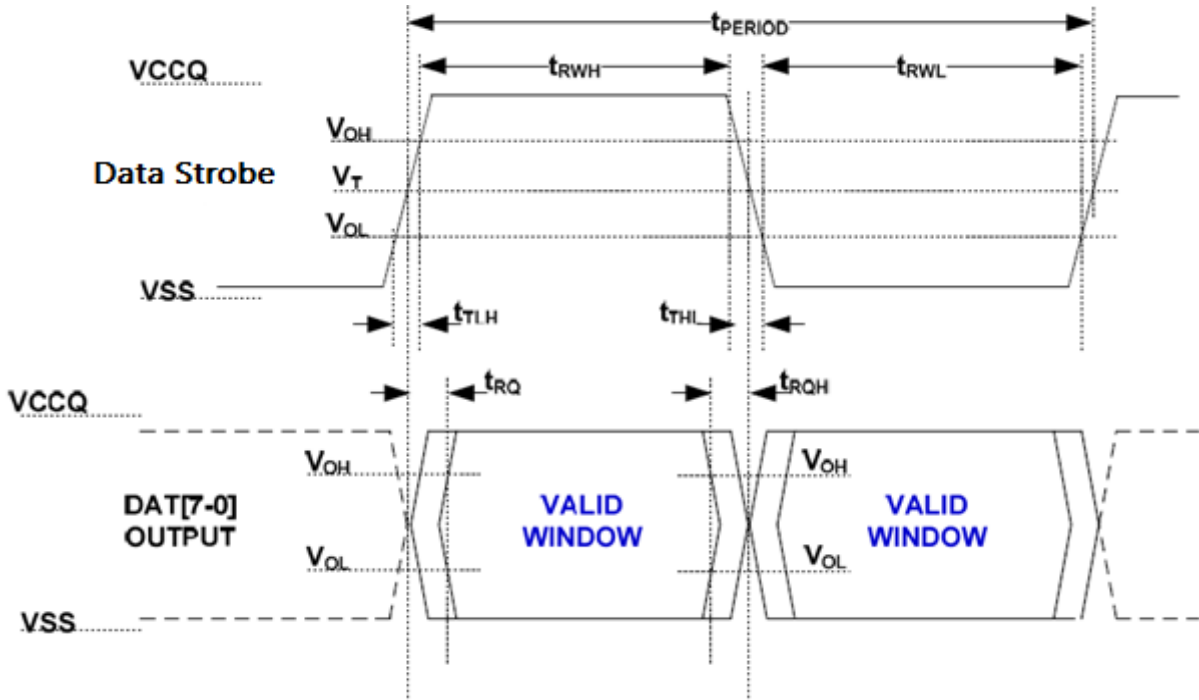 tPERIOD
VCCQ
tRWH
tRWL
VOH
Data Strobe
VT
VOL
VSS
tTLH
tTHL
tRQ
tRQH
VCCQ
VOH
VOH
DAT[7-0]
OUTPUT
VALID
WINDOW
VALID
WINDOW
VOL
VOL
VSS